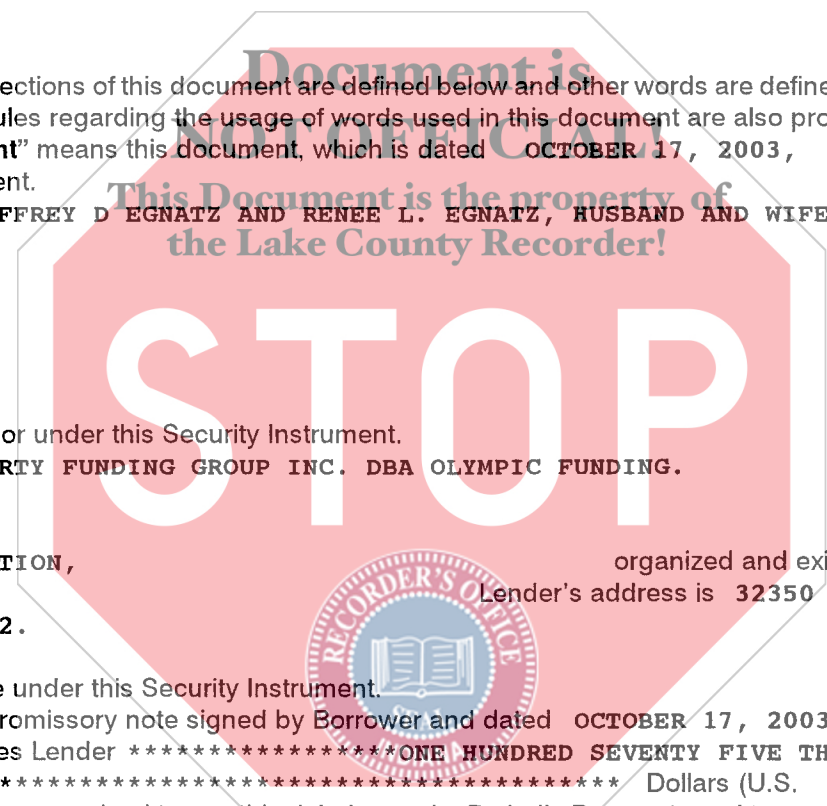 Document is
ections of this document are defined below and other words are define
ules regarding the usage of words used in this document are also pro
NOT OFFICIAL!
nt” means this document, which is dated OCTOBER 17, 2003,
ent.
This Document is the property of
FFREY D EGNATZ AND RENEE L. EGNATZ, HUSBAND AND WIFE
the Lake County Recorder!
STOP
or under this Security Instrument.
RTY FUNDING GROUP INC. DBA OLYMPIC FUNDING.
TION, organized and exi
RECORDER'S OFFICE
Lender's address is 32350
2.
e under this Security Instrument.
romissory note signed by Borrower and dated OCTOBER 17, 2003
SEAL
es Lender ******************ONE HUNDRED SEVENTY FIVE TH
*************************************** Dollars (U.S.